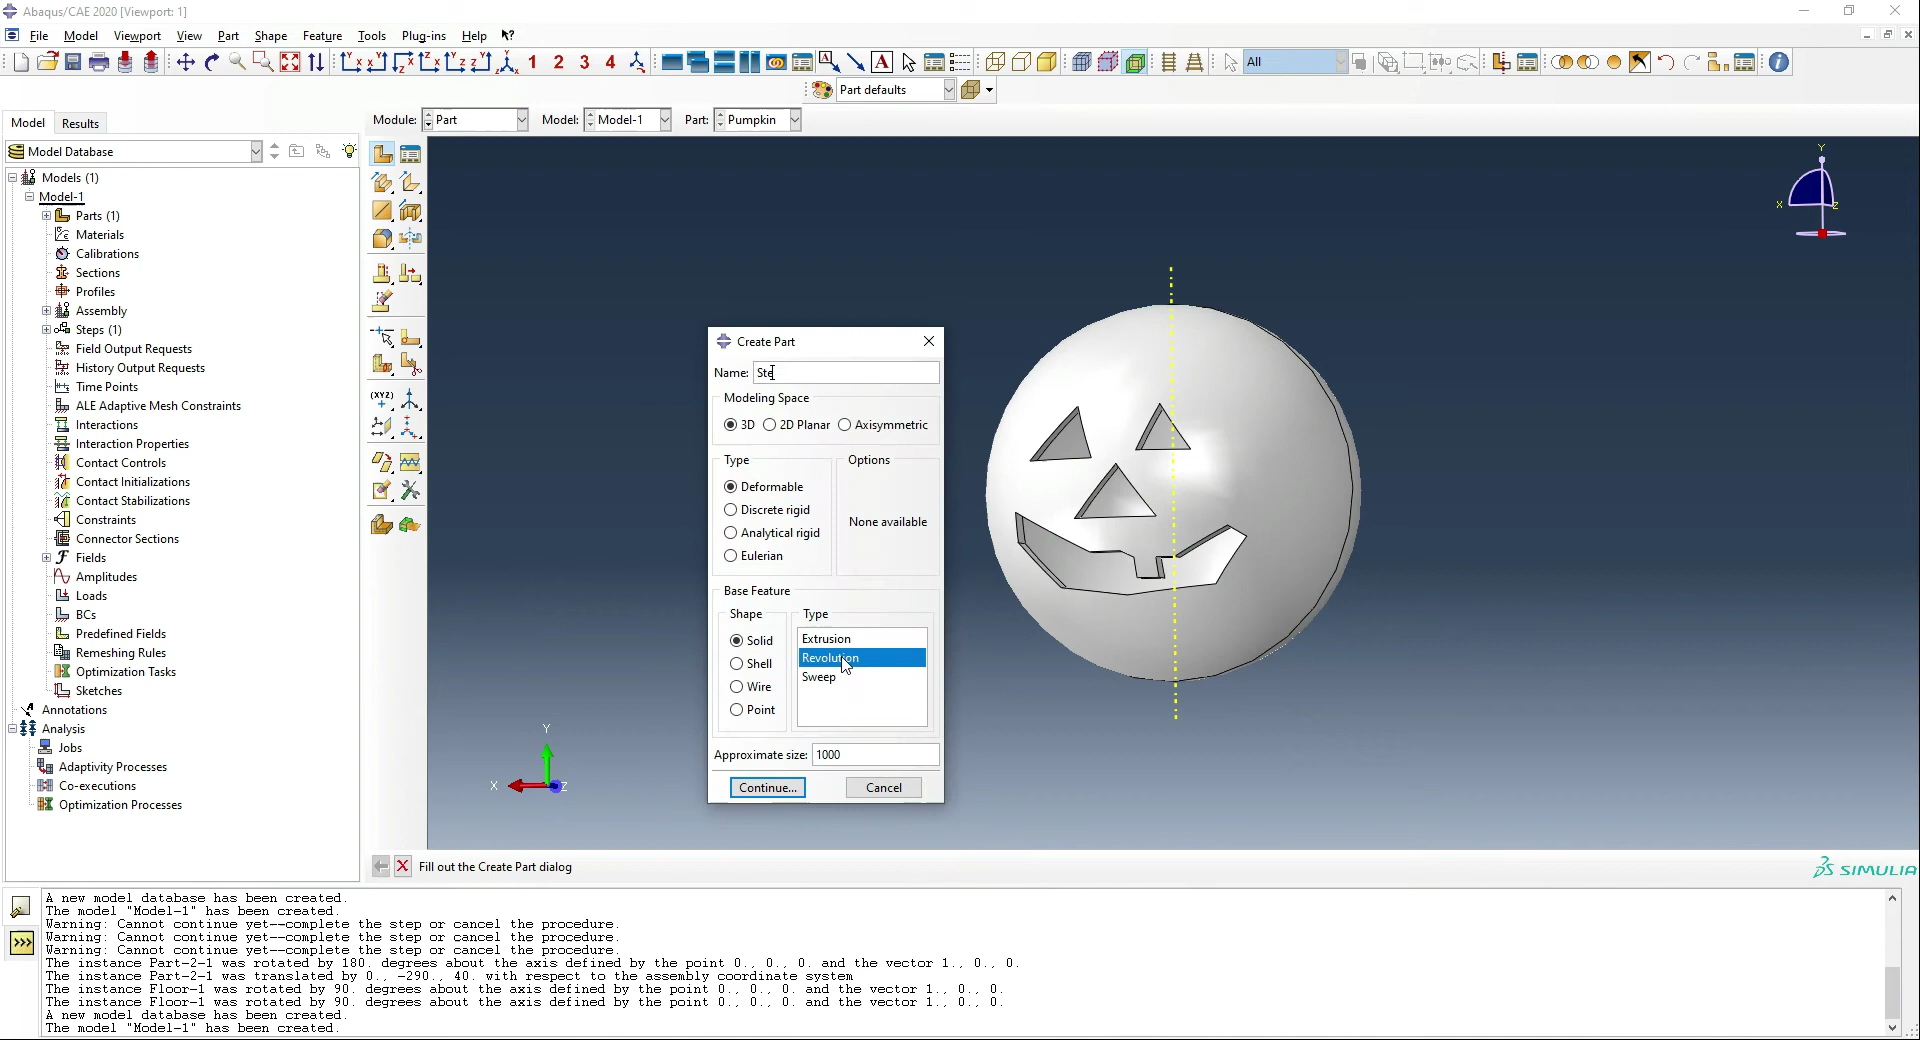 Abaqus/CAE 2020 [Viewport: 1]
File Model Viewport View Part Shape Feature Tools Plug-ins Help
1 2 3 4 A A All
Part defaults
Model Results
Module: Part Model: Model-1 Part: Pumpkin
Model Database
Models (1)
Model-1
Parts (1)
Materials
Calibrations
Sections
Profiles
Assembly
Steps (1)
Field Output Requests
History Output Requests
Time Points
ALE Adaptive Mesh Constraints
Interactions
Interaction Properties
Contact Controls
Contact Initializations
Contact Stabilizations
Constraints
Connector Sections
Fields
Amplitudes
Loads
BCs
Predefined Fields
Remeshing Rules
Optimization Tasks
Sketches
Annotations
Analysis
Jobs
Adaptivity Processes
Co-executions
Optimization Processes
(XYZ)
Y
X Z
Create Part
Name: Ste
Modeling Space
3D 2D Planar Axisymmetric
Type Options
Deformable
Discrete rigid
None available
Analytical rigid
Eulerian
Base Feature
Shape Type
Solid Extrusion
Revolution
Shell
Sweep
Wire
Point
Approximate size: 1000
Continue... Cancel
Y
X Z
Fill out the Create Part dialog
SIMULIA
A new model database has been created.
The model "Model-1" has been created.
Warning: Cannot continue yet--complete the step or cancel the procedure.
Warning: Cannot continue yet--complete the step or cancel the procedure.
Warning: Cannot continue yet--complete the step or cancel the procedure.
The instance Part-2-1 was rotated by 180. degrees about the axis defined by the point 0., 0., 0. and the vector 1., 0., 0.
The instance Part-2-1 was translated by 0., -290., 40. with respect to the assembly coordinate system
The instance Floor-1 was rotated by 90. degrees about the axis defined by the point 0., 0., 0. and the vector 1., 0., 0.
The instance Floor-1 was rotated by 90. degrees about the axis defined by the point 0., 0., 0. and the vector 1., 0., 0.
A new model database has been created.
The model "Model-1" has been created.